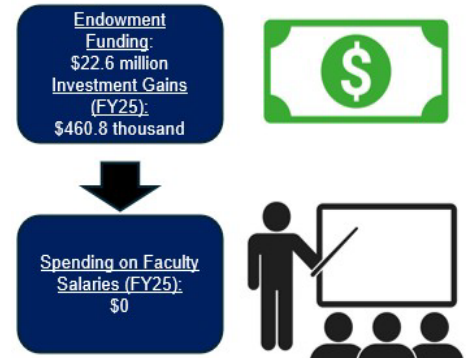 Endowment
Funding:
$22.6 million
Investment Gains
(FY25):
$460.8 thousand
$
Spending on Faculty
Salaries (FY25):
$0